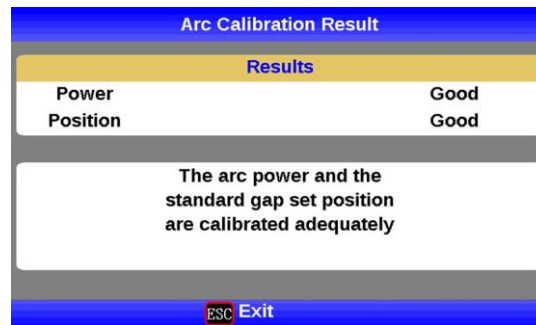 Arc Calibration Result
Results
Power Good
Position Good
The arc power and the
standard gap set position
are calibrated adequately
ESC Exit